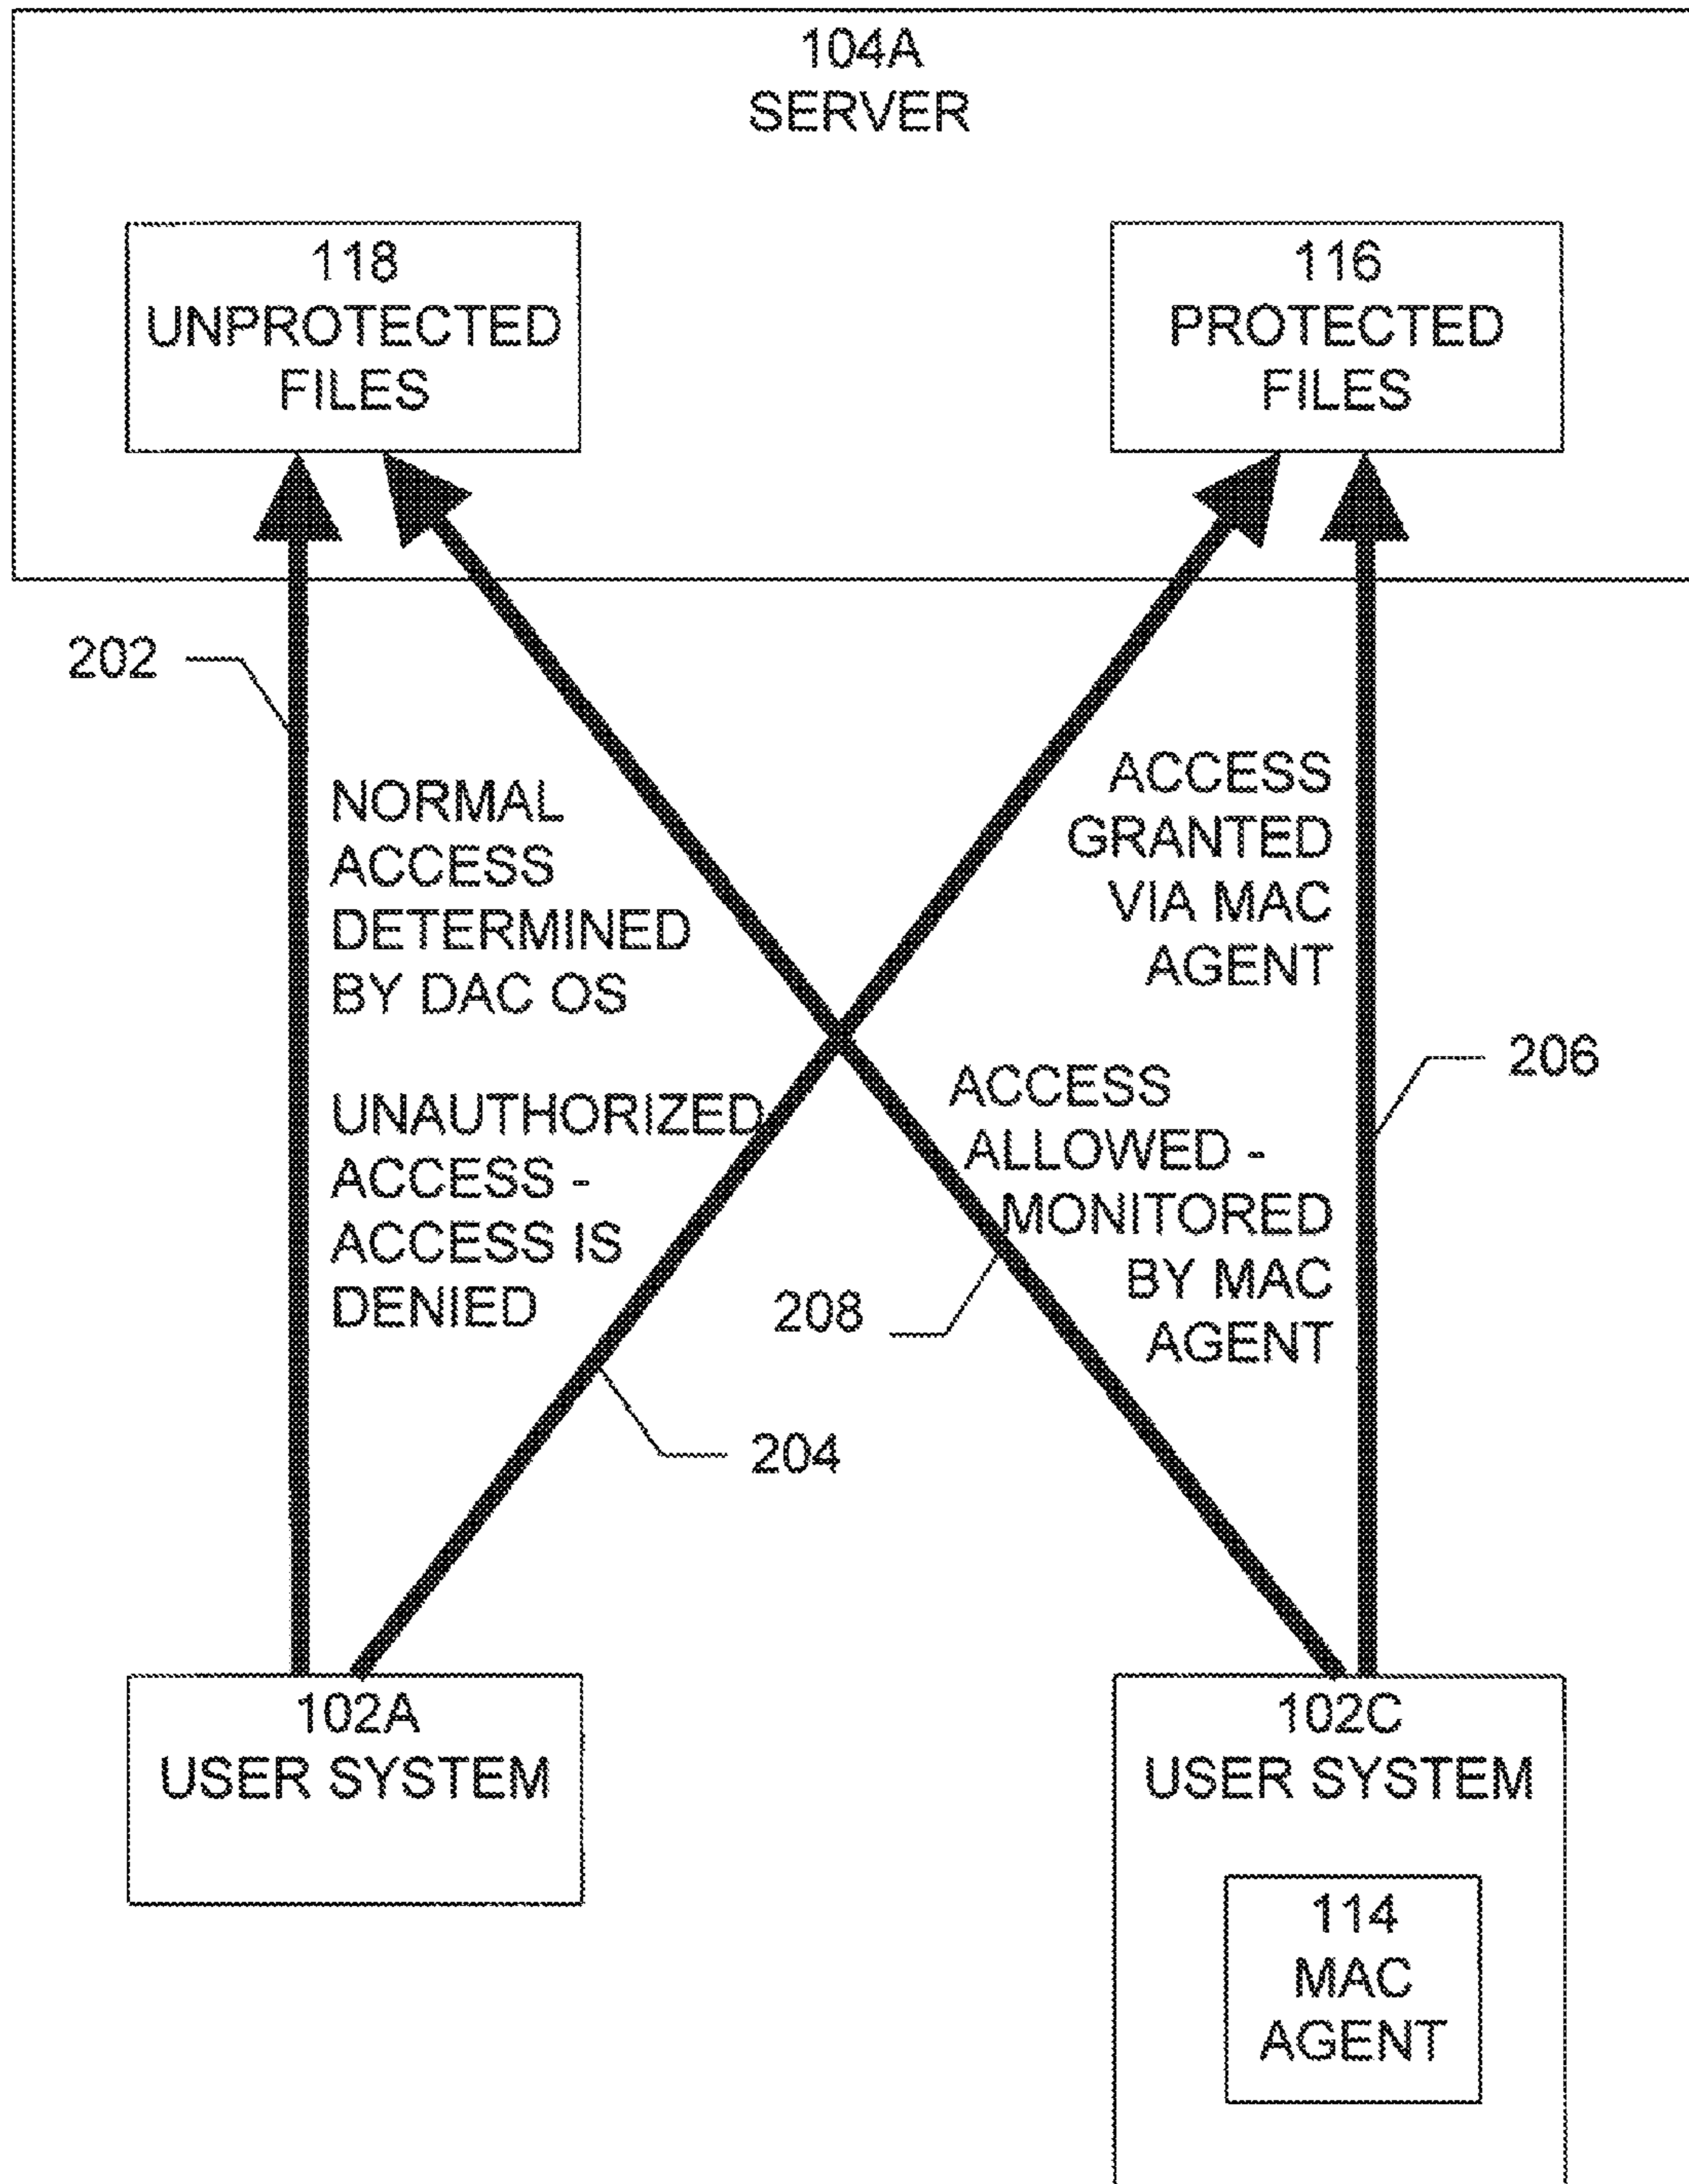 104A
SERVER
118
UNPROTECTED
FILES
116
PROTECTED
FILES
202
NORMAL
ACCESS
DETERMINED
BY DAC OS
ACCESS
GRANTED
VIA MAC
AGENT
206
UNAUTHORIZED
ACCESS -
ACCESS IS
DENIED
ACCESS
ALLOWED -
MONITORED
BY MAC
AGENT
208
204
102A
USER SYSTEM
102C
USER SYSTEM
114
MAC
AGENT